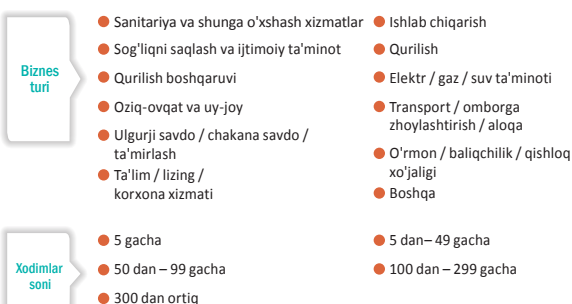 Biznes
turi
Sanitariya va shunga o'xshash xizmatlar
Sog'liqni saqlash va ijtimoiy ta'minot
Qurilish boshqaruvi
Oziq-ovqat va uy-joy
Ulgurji savdo / chakana savdo /
ta'mirlash
Ta'lim / lizing /
korxona xizmati
Ishlab chiqarish
Qurilish
Elektr / gaz / suv ta'minoti
Transport / omborga
zhoylashtirish / aloqa
O'rmon / baliqchilik / qishloq
xo'jaligi
Boshqa
Xodimlar
soni
5 gacha
50 dan – 99 gacha
300 dan ortiq
5 dan– 49 gacha
100 dan – 299 gacha